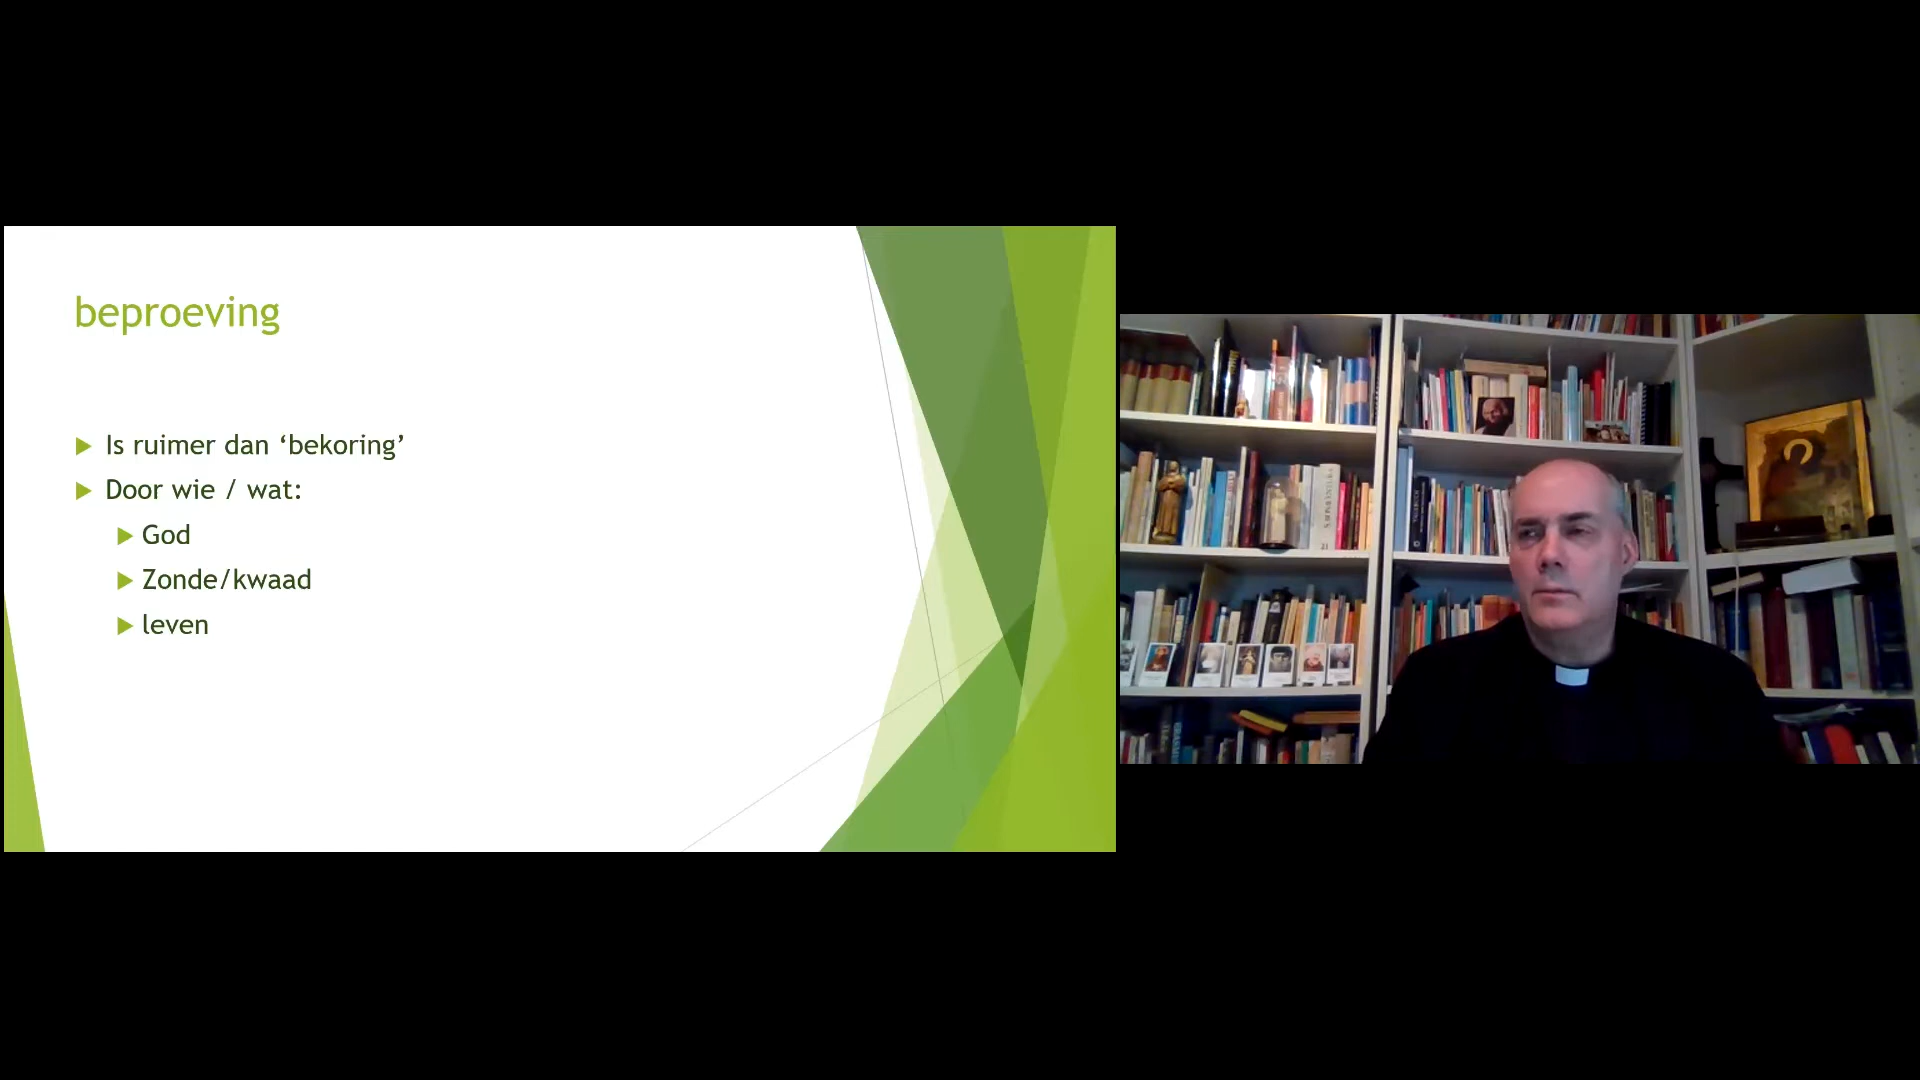 beproeving
Is ruimer dan ‘bekoring’
Door wie / wat:
God
Zonde/kwaad
leven